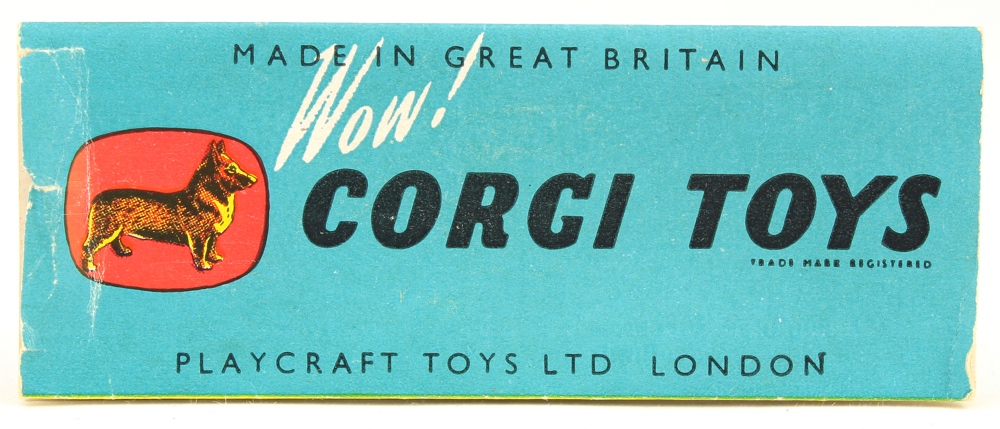 MADE IN GREAT BRITAIN
Wow!
CORGI TOYS
TRADE MARK REGISTERED
PLAYCRAFT TOYS LTD LONDON